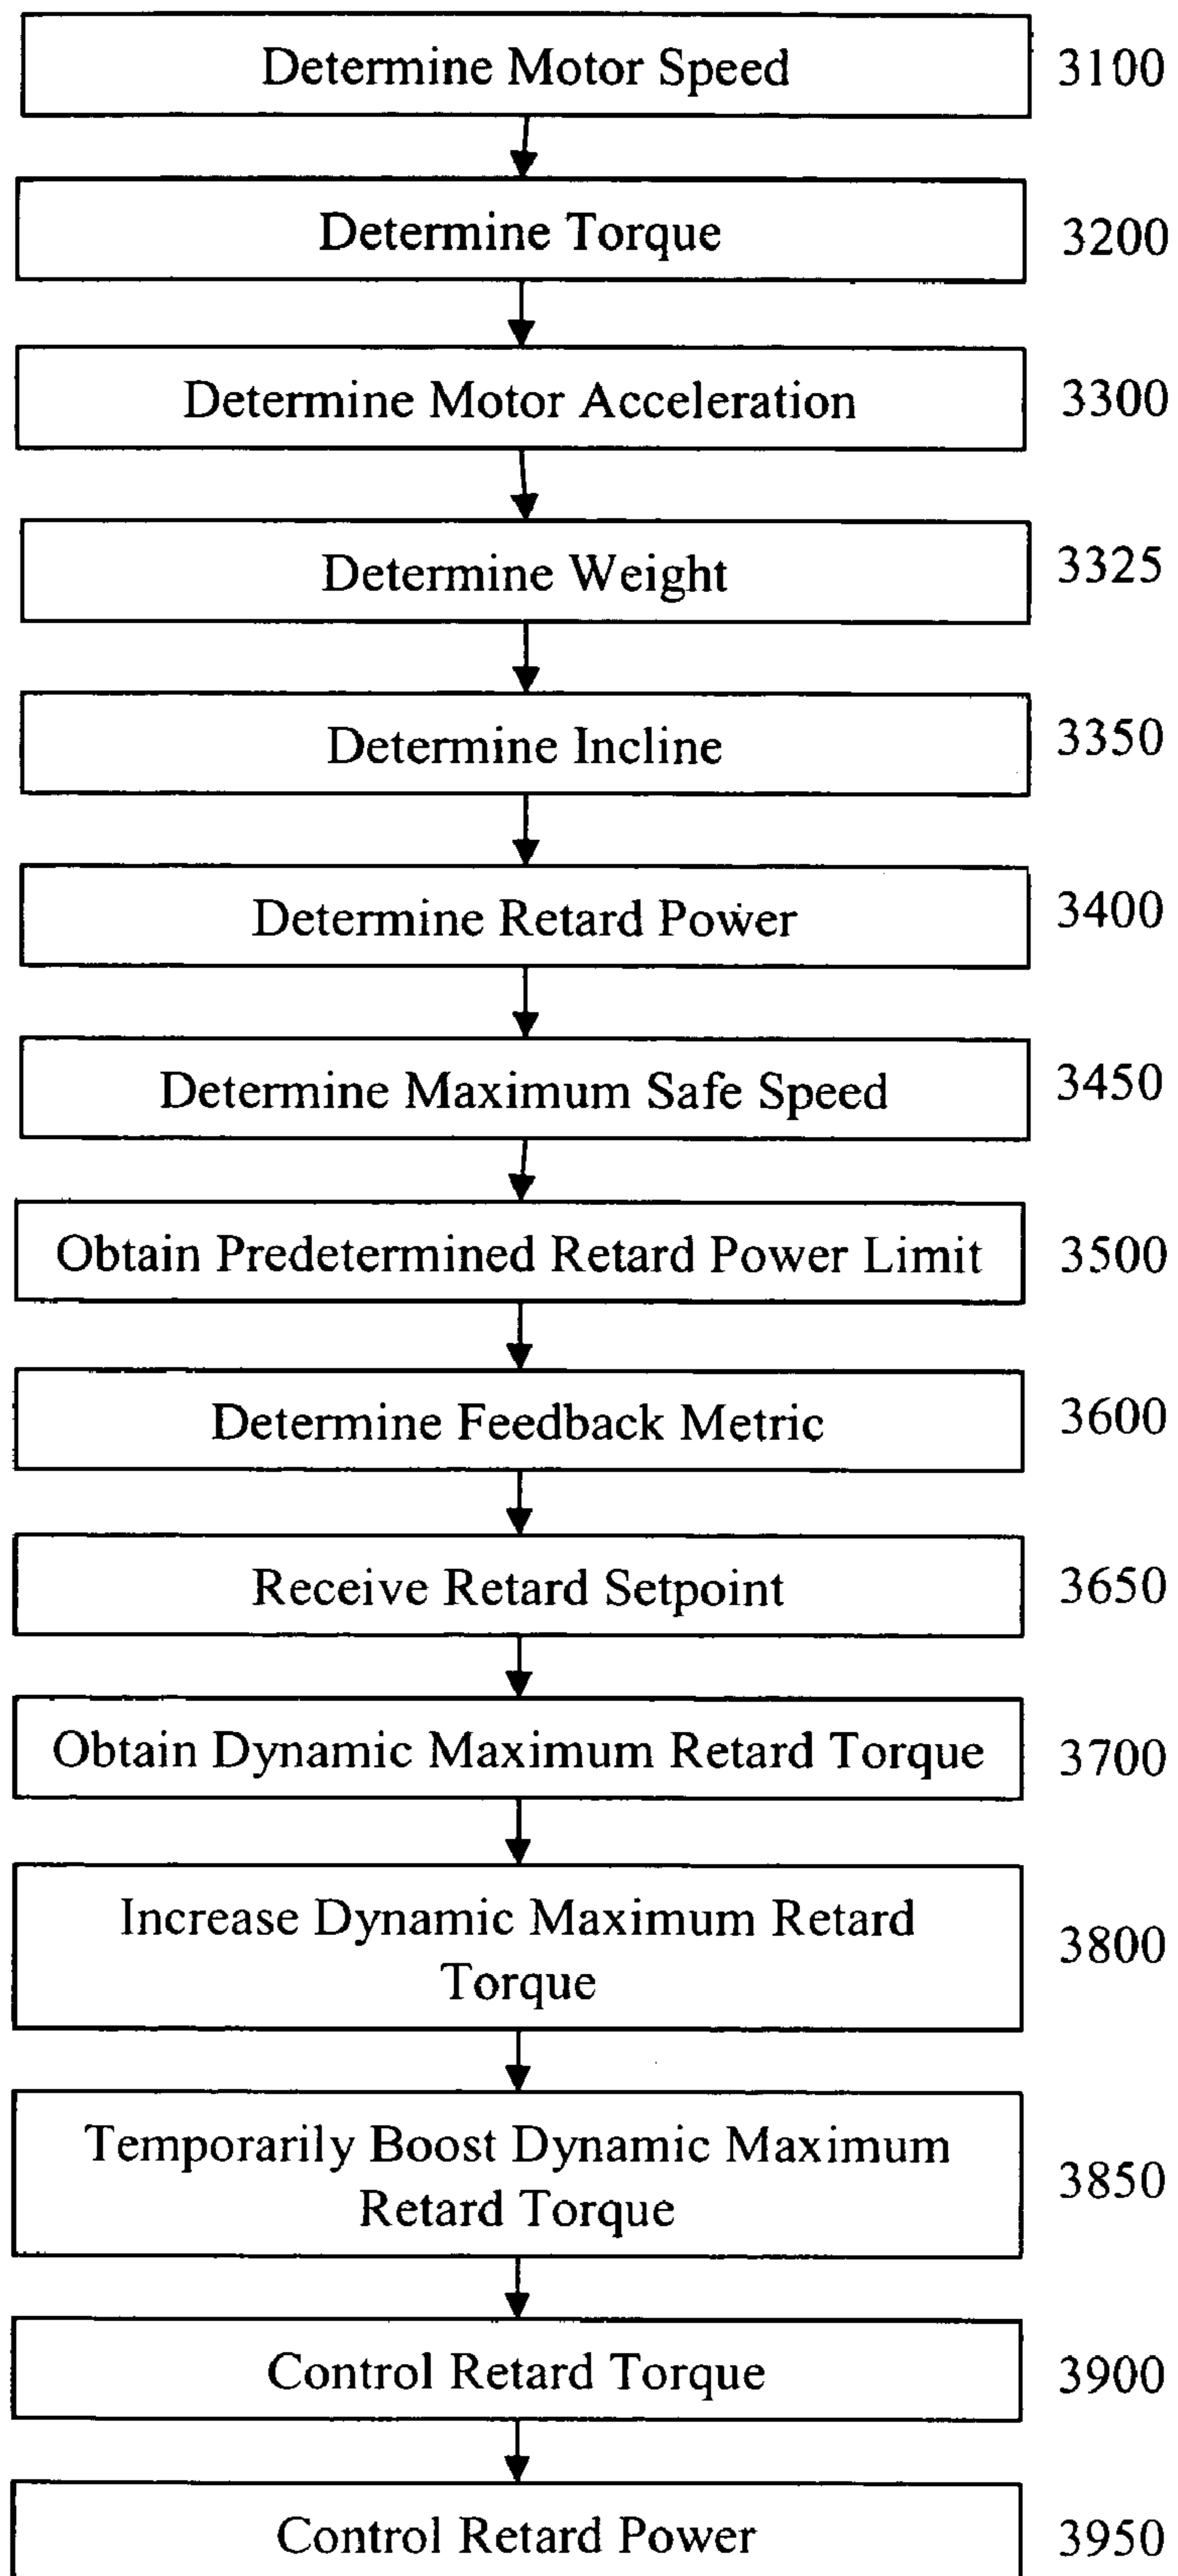 Determine Motor Speed 3100
Determine Torque 3200
Determine Motor Acceleration 3300
Determine Weight 3325
Determine Incline 3350
Determine Retard Power 3400
Determine Maximum Safe Speed 3450
Obtain Predetermined Retard Power Limit 3500
Determine Feedback Metric 3600
Receive Retard Setpoint 3650
Obtain Dynamic Maximum Retard Torque 3700
Increase Dynamic Maximum Retard
Torque
3800
Temporarily Boost Dynamic Maximum
Retard Torque
3850
Control Retard Torque 3900
Control Retard Power 3950